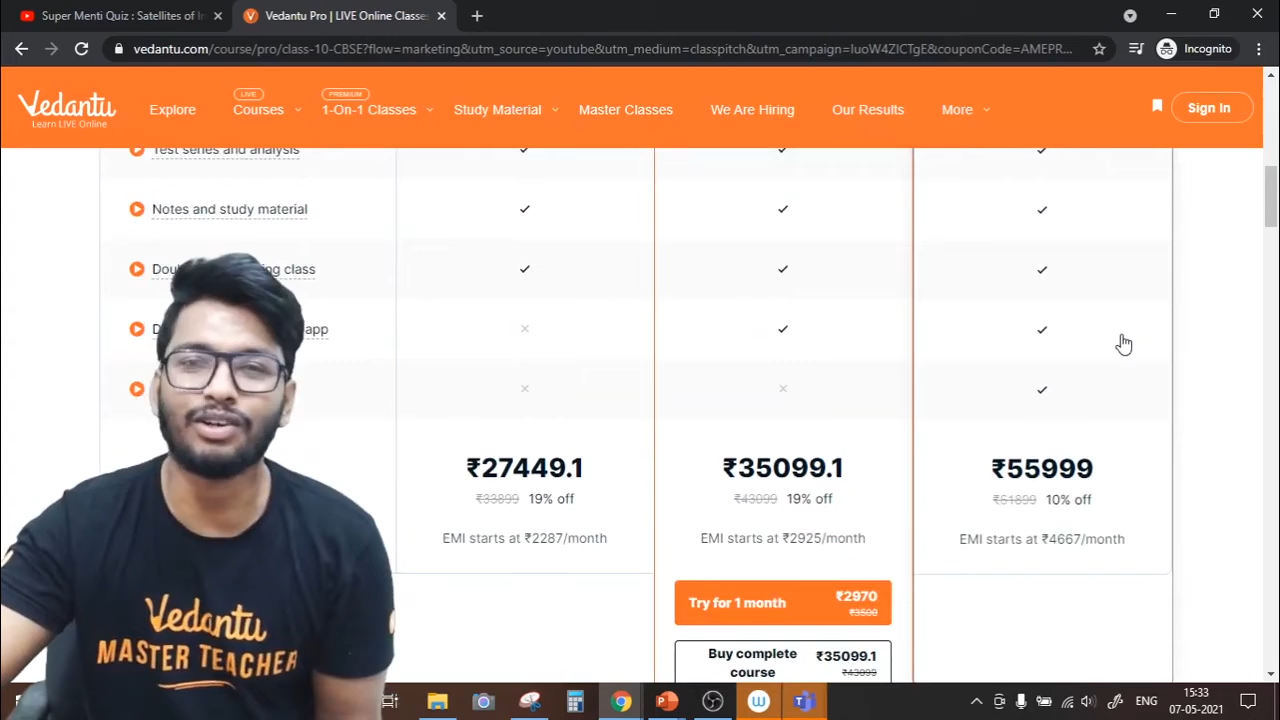 Super Menti Quiz : Satellites of I
Vedantu Pro | LIVE Online Classe
vedantu.com/course/pro/class-10-CBSE?flow=marketing&utm_source=youtube&utm_medium=classpitch&utm_campaign=IuoW4ZICTgE&couponCode=AMEPR...
Incognito
Vedantu
Learn LIVE Online
Explore
LIVE
Courses
PREMIUM
1-On-1 Classes
Study Material
Master Classes
We Are Hiring
Our Results
More
Sign In
Test series and analysis
Notes and study material
class
app
₹27449.1
₹33899 19% off
EMI starts at ₹2287/month
₹35099.1
₹43099 19% off
EMI starts at ₹2925/month
₹55999
₹61899 10% off
EMI starts at ₹4667/month
Try for 1 month ₹2970
₹3500
Buy complete ₹35099.1
course ₹43099
Vedantu
MASTER TEACHER
ENG
15:33
07-05-2021